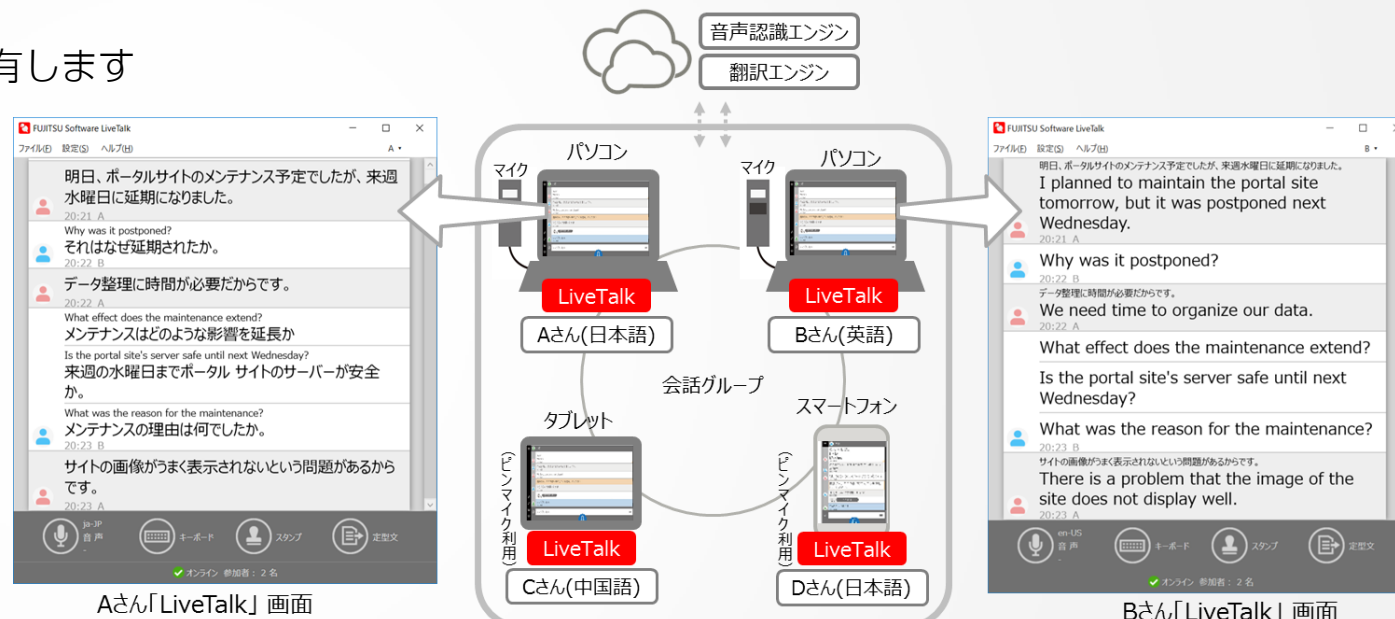 有します
音声認識エンジン
翻訳エンジン
FUJITSU Software LiveTalk
ファイル(F) 設定(S) ヘルプ(H)
A
明日、ポータルサイトのメンテナンス予定でしたが、来週
水曜日に延期になりました。
20:21 A
Why was it postponed?
それはなぜ延期されたか。
20:22 B
データ整理に時間が必要だからです。
20:22 A
What effect does the maintenance extend?
メンテナンスはどのような影響を延長か
Is the portal site's server safe until next Wednesday?
来週の水曜日までポータル サイトのサーバーが安全
か。
What was the reason for the maintenance?
メンテナンスの理由は何でしたか。
20:23 B
サイトの画像がうまく表示されないという問題があるから
です。
20:23 A
ja-JP
音声
キーボード
スタンプ
定型文
オンライン 参加者: 2 名
Aさん「LiveTalk」 画面
マイク
パソコン
LiveTalk
Aさん(日本語)
マイク
パソコン
LiveTalk
Bさん(英語)
会話グループ
タブレット
(ピンマイク利用)
LiveTalk
Cさん(中国語)
スマートフォン
(ピンマイク利用)
LiveTalk
Dさん(日本語)
FUJITSU Software LiveTalk
ファイル(F) 設定(S) ヘルプ(H)
B
明日、ポータルサイトのメンテナンス予定でしたが、来週水曜日に延期になりました。
I planned to maintain the portal site
tomorrow, but it was postponed next
Wednesday.
20:21 A
Why was it postponed?
20:22 B
データ整理に時間が必要だからです。
We need time to organize our data.
20:22 A
What effect does the maintenance extend?
Is the portal site's server safe until next
Wednesday?
What was the reason for the maintenance?
20:23 B
サイトの画像がうまく表示されないという問題があるからです。
There is a problem that the image of the
site does not display well.
20:23 A
en-US
音声
キーボード
スタンプ
定型文
オンライン 参加者: 2 名
Bさん「LiveTalk」画面